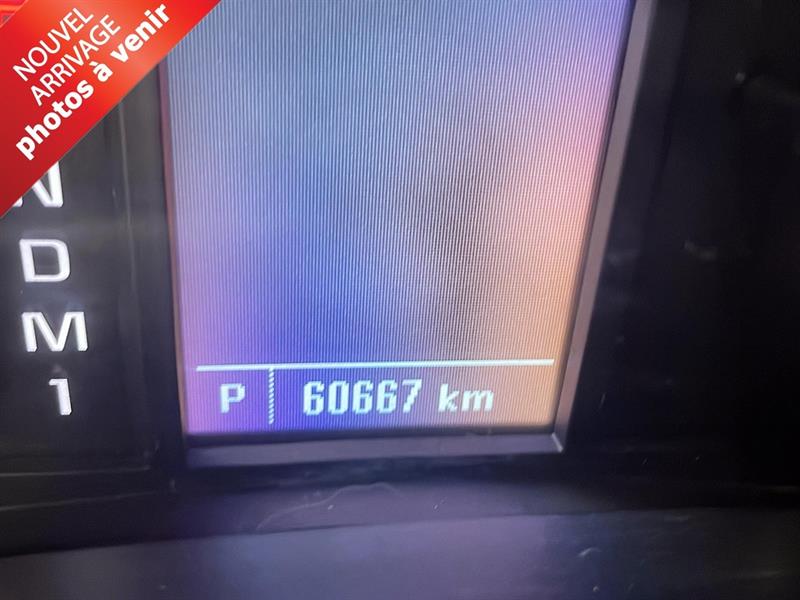 NOUVEL
ARRIVAGE
photos à venir
N
D
M
1
P 60667 km